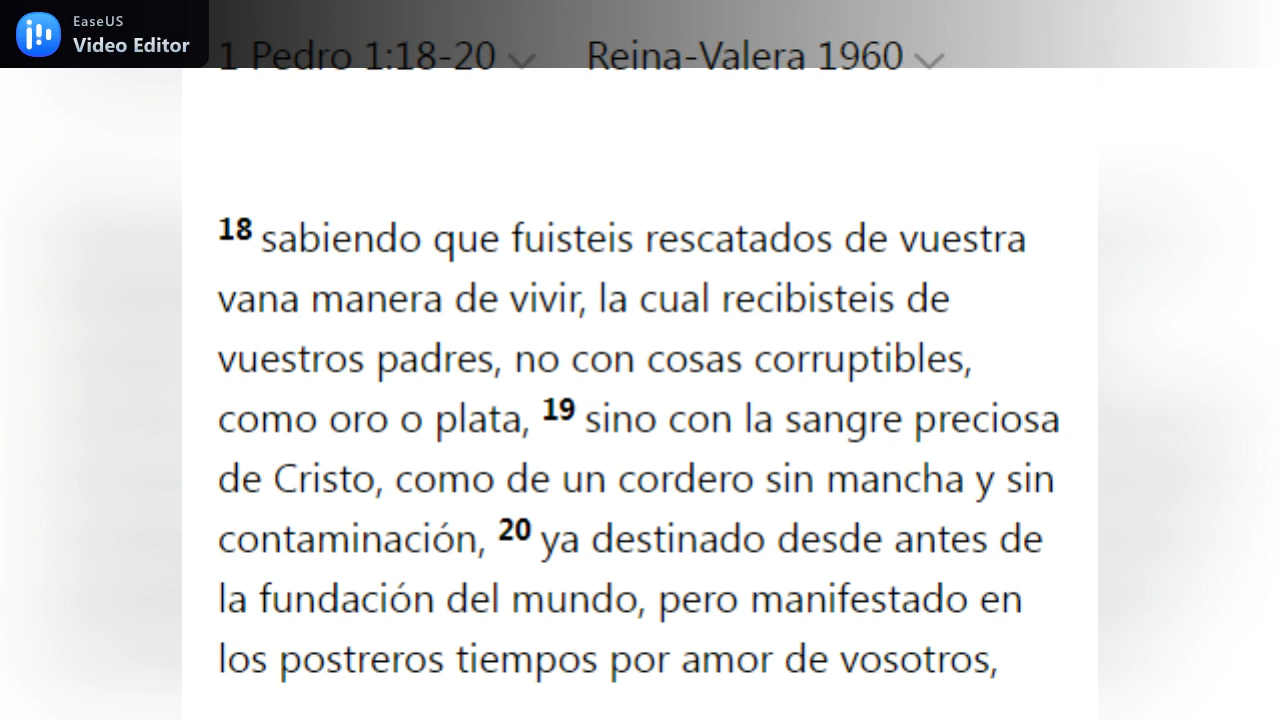 EaseUS
Video Editor
1 Pedro 1:18-20 Reina-Valera 1960
18 sabiendo que fuisteis rescatados de vuestra
vana manera de vivir, la cual recibisteis de
vuestros padres, no con cosas corruptibles,
como oro o plata, 19 sino con la sangre preciosa
de Cristo, como de un cordero sin mancha y sin
contaminación, 20 ya destinado desde antes de
la fundación del mundo, pero manifestado en
los postreros tiempos por amor de vosotros,